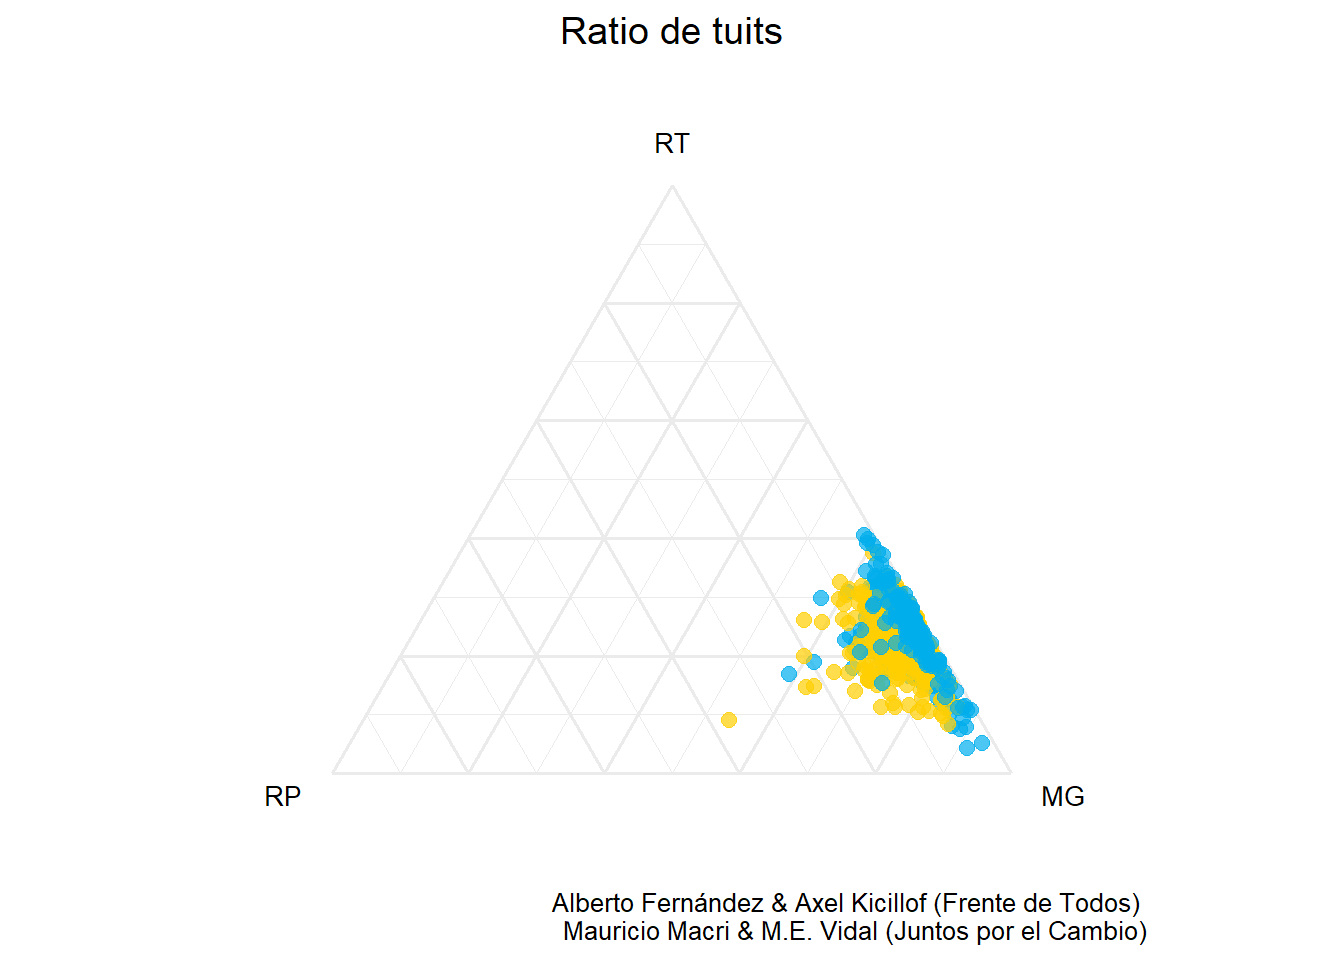 Ratio de tuits
RT
RP
MG
Alberto Fernández & Axel Kicillof (Frente de Todos)
Mauricio Macri & M.E. Vidal (Juntos por el Cambio)